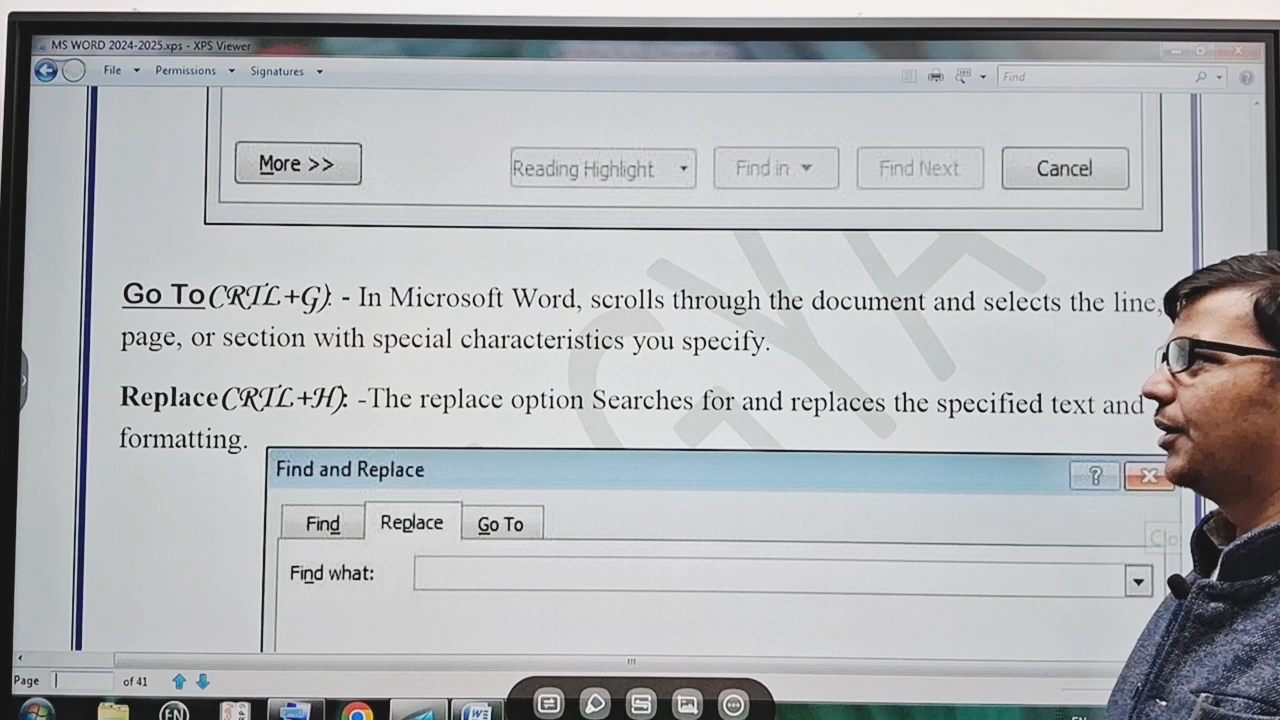 MS WORD 2024-2025.xps - XPS Viewer
File Permissions Signatures Find
More >> Reading Highlight Find in Find Next Cancel
Go To(CRTL+G): - In Microsoft Word, scrolls through the document and selects the line,
page, or section with special characteristics you specify.
Replace(CRTL+H): -The replace option Searches for and replaces the specified text and
formatting.
Find and Replace
Find Replace Go To
Clo
Find what:
Page of 41
EN
W
EN